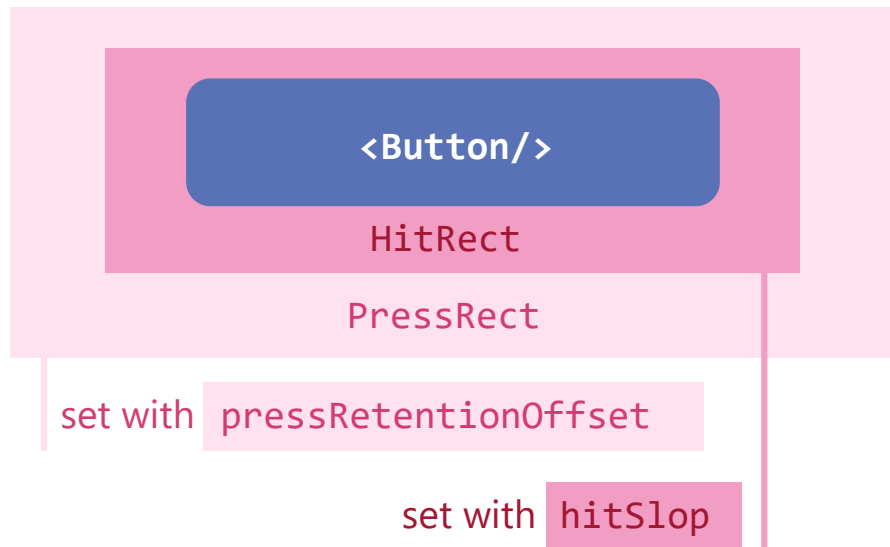 <Button/>
HitRect
PressRect
set with pressRetentionOffset
set with hitSlop